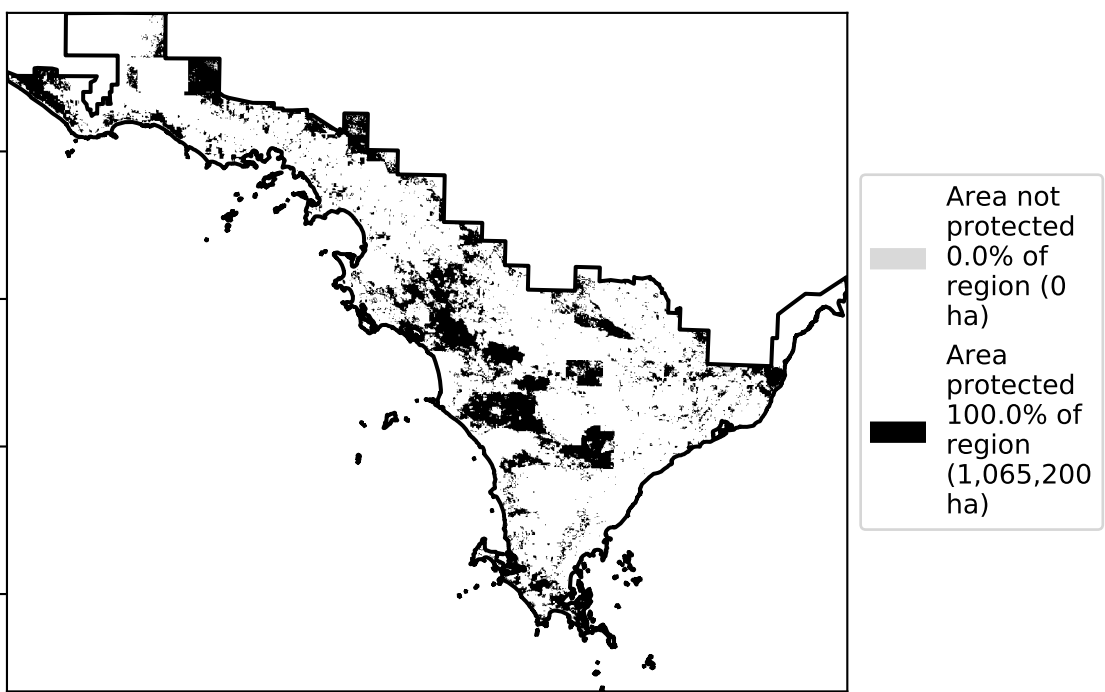 Area not
protected
0.0% of
region (0
ha)
Area
protected
100.0% of
region
(1,065,200
ha)